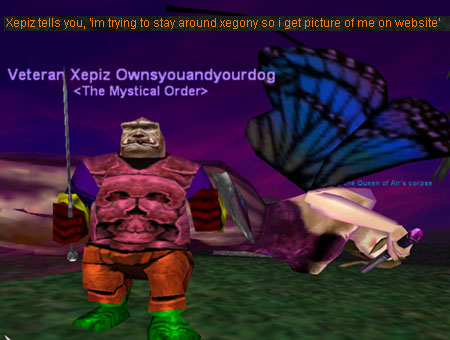 Xepiz tells you, 'im trying to stay around xegony so i get picture of me on website'
Veteran Xepiz Ownsyouandyourdog
<The Mystical Order>
the Queen of Air's corpse